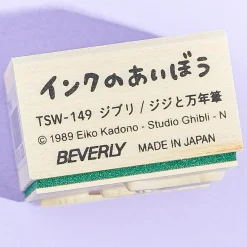 インクのあいぼう
TSW-149 ジブリ/ジジと万年筆
© 1989 Eiko Kadono - Studio Ghibli - N
BEVERLY MADE IN JAPAN